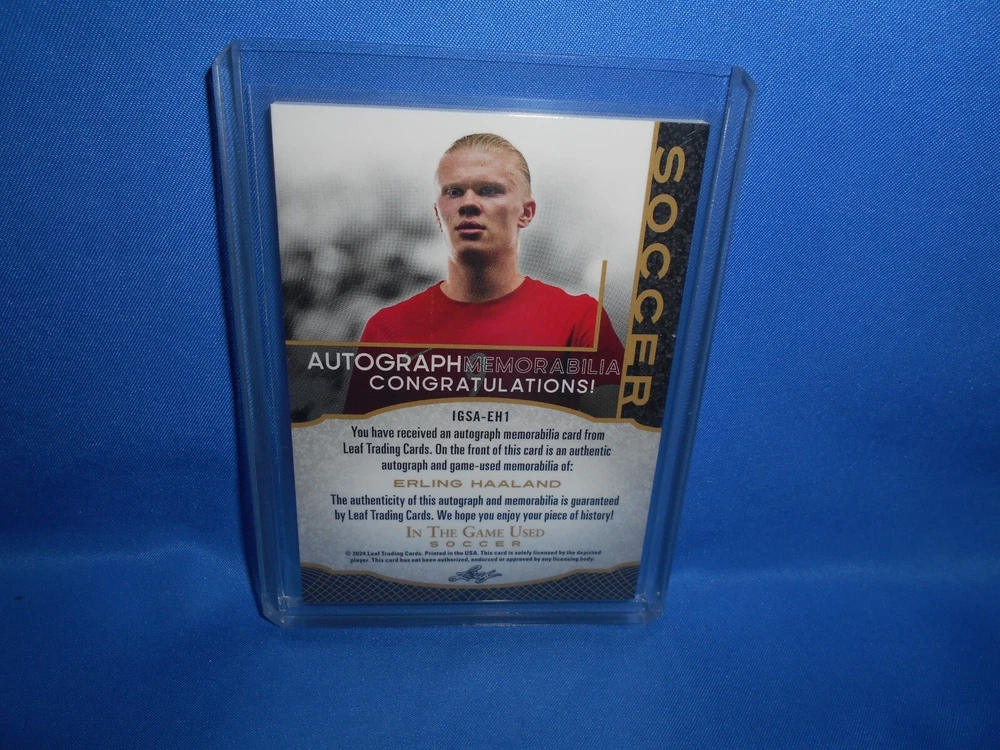 SOCCER
AUTOGRAPHMEMORABILIA
CONGRATULATIONS!
IGSA-EH1
You have received an autograph memorabilia card from
Leaf Trading Cards. On the front of this card is an authentic
autograph and game-used memorabilia of:
ERLING HAALAND
The authenticity of this autograph and memorabilia is guaranteed
by Leaf Trading Cards. We hope you enjoy your piece of history!
IN THE GAME USED
SOCCER
© 2024 Leaf Trading Cards. Printed in the USA. This card is solely licensed by the depicted
player. This card has not been authorized, endorsed or approved by any licensing body.
Leaf